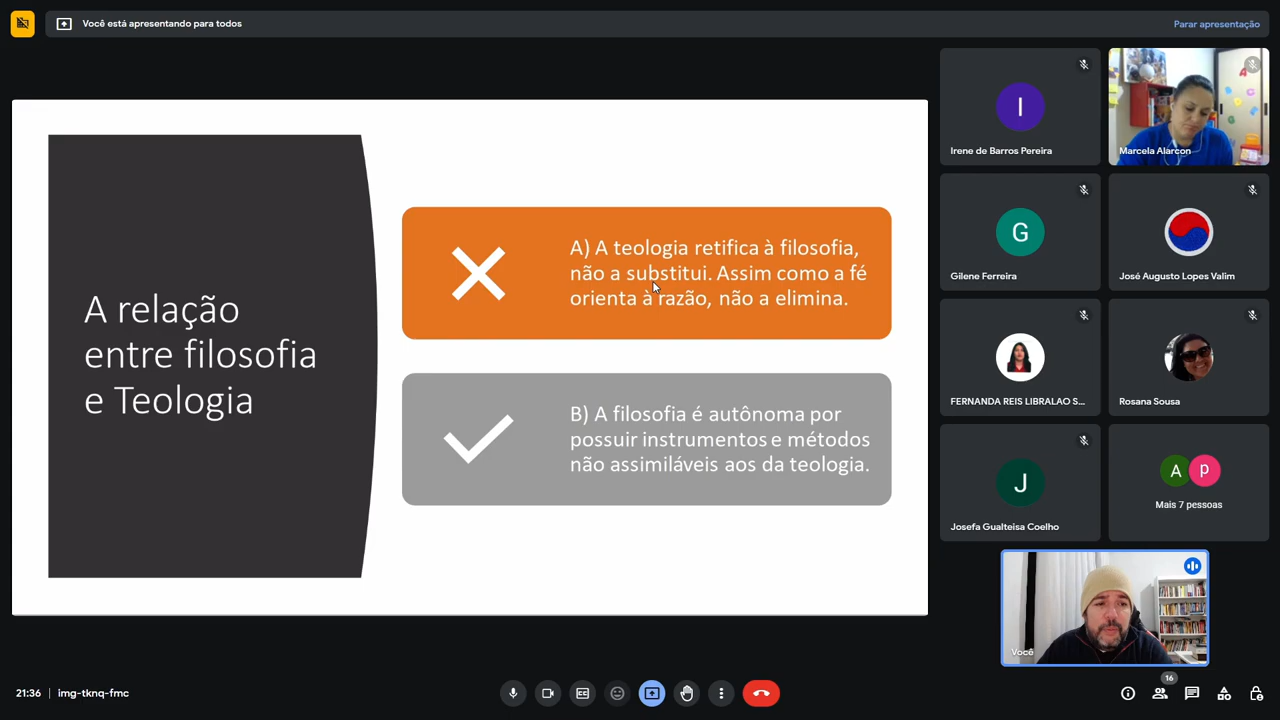 Você está apresentando para todos
Parar apresentação
A relação
entre filosofia
e Teologia
A) A teologia retifica à filosofia,
não a substitui. Assim como a fé
orienta à razão, não a elimina.
B) A filosofia é autônoma por
possuir instrumentos e métodos
não assimiláveis aos da teologia.
I
Irene de Barros Pereira
Marcela Alarcon
G
Gilene Ferreira
José Augusto Lopes Valim
FERNANDA REIS LIBRALAO S...
Rosana Sousa
J
Josefa Gualteisa Coelho
A
p
Mais 7 pessoas
Você
21:36
img-tknq-fmc
16